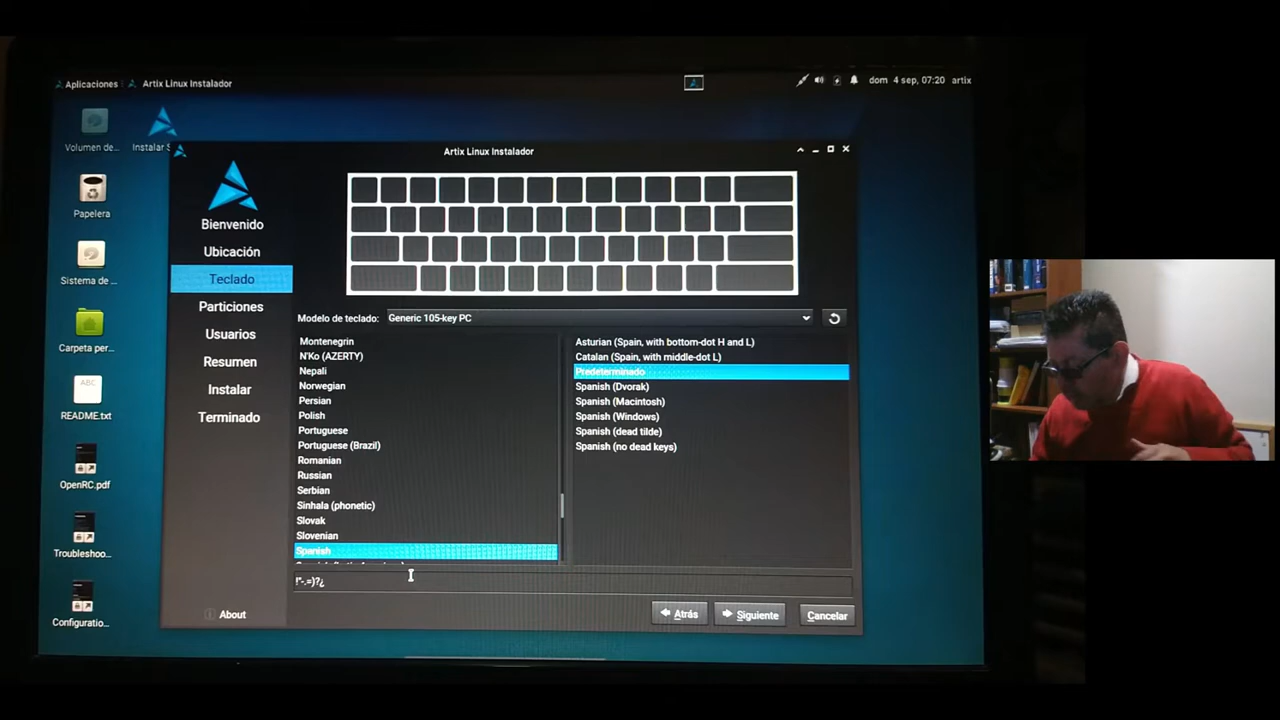 Aplicaciones
Artix Linux Instalador
dom 4 sep, 07:20
artix
Volumen de...
Instalar S
Papelera
Sistema de ...
Carpeta per...
ABC
README.txt
OpenRC.pdf
Troubleshoo...
Configuratio...
Artix Linux Instalador
Bienvenido
Ubicación
Teclado
Particiones
Usuarios
Resumen
Instalar
Terminado
About
Modelo de teclado:
Generic 105-key PC
Montenegrin
N'Ko (AZERTY)
Nepali
Norwegian
Persian
Polish
Portuguese
Portuguese (Brazil)
Romanian
Russian
Serbian
Sinhala (phonetic)
Slovak
Slovenian
Spanish
Asturian (Spain, with bottom-dot H and L)
Catalan (Spain, with middle-dot L)
Predeterminado
Spanish (Dvorak)
Spanish (Macintosh)
Spanish (Windows)
Spanish (dead tilde)
Spanish (no dead keys)
!"-.=)?¿
Atrás
Siguiente
Cancelar